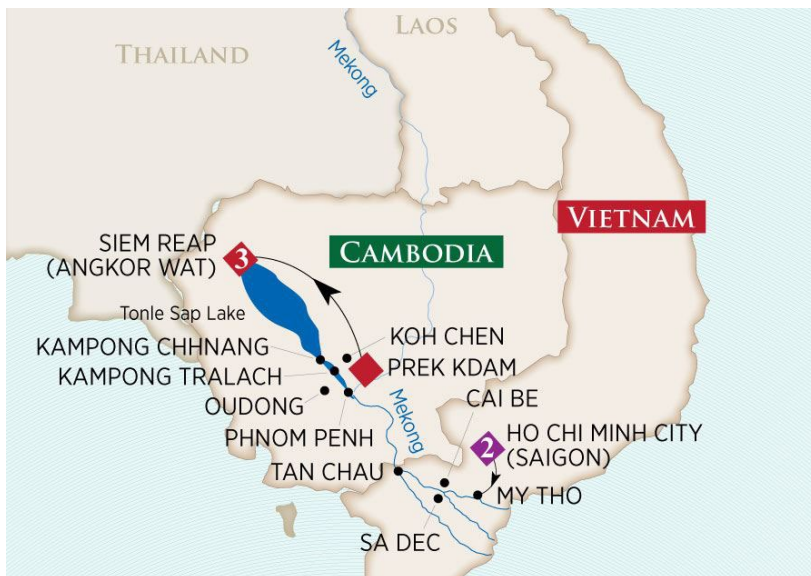 THAILAND
LAOS
Mekong
VIETNAM
CAMBODIA
SIEM REAP
(ANGKOR WAT)
3
Tonle Sap Lake
KAMPONG CHHNANG
KAMPONG TRALACH
OUDONG
PHNOM PENH
KOH CHEN
PREK KDAM
Mekong
CAI BE
2
HO CHI MINH CITY
(SAIGON)
TAN CHAU
MY THO
SA DEC